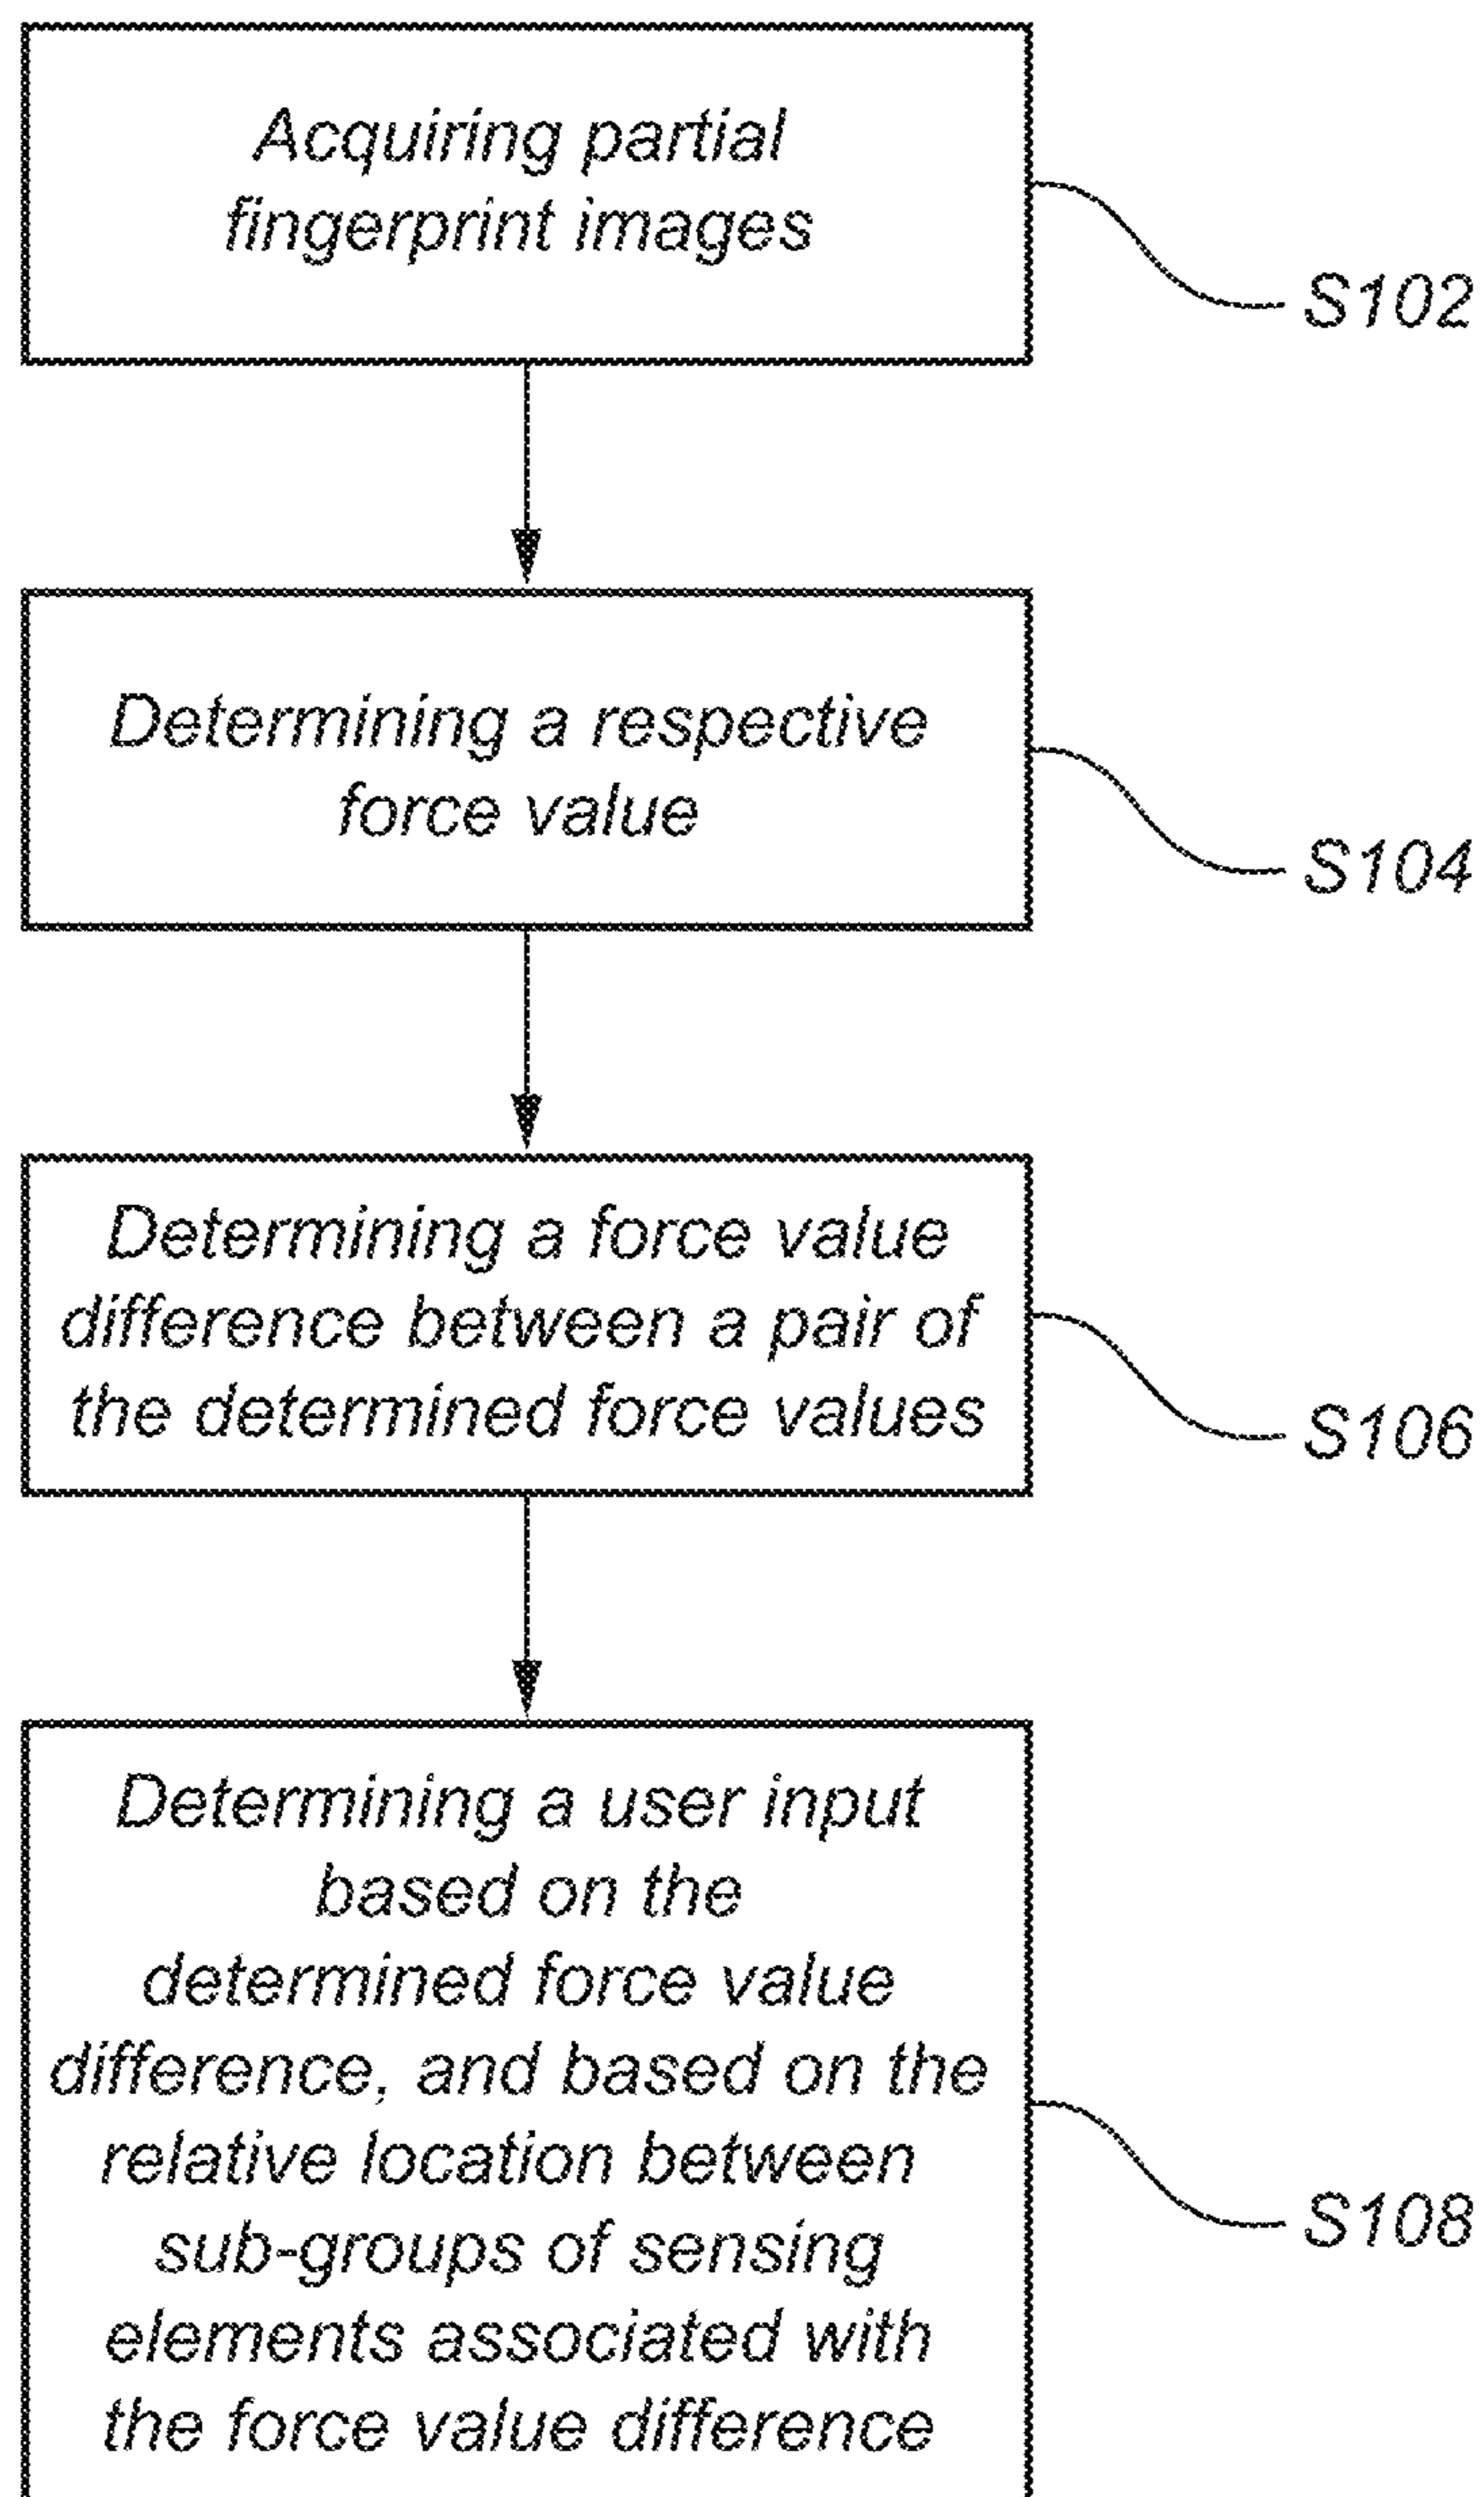 Acquiring partial
fingerprint images
S102
Determining a respective
force value
S104
Determining a force value
difference between a pair of
the determined force values
S106
Determining a user input
based on the
determined force value
difference, and based on the
relative location between
sub-groups of sensing
elements associated with
the force value difference
S108